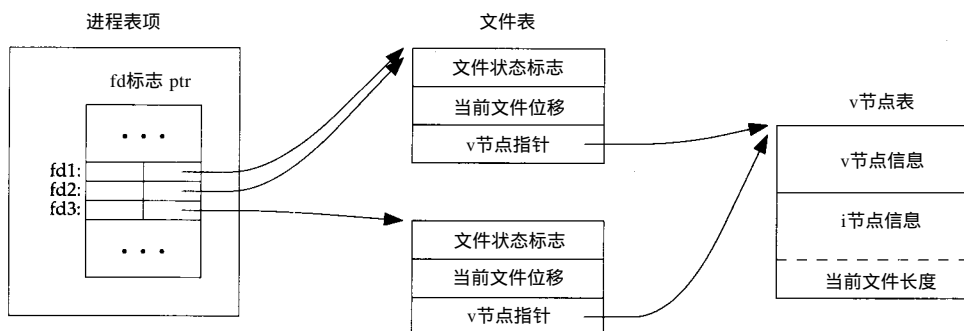 进程表项
fd标志 ptr
• • •
fd1:
fd2:
fd3:
• • •
文件表
文件状态标志
当前文件位移
v节点指针
文件状态标志
当前文件位移
v节点指针
v节点表
v节点信息
i节点信息
当前文件长度